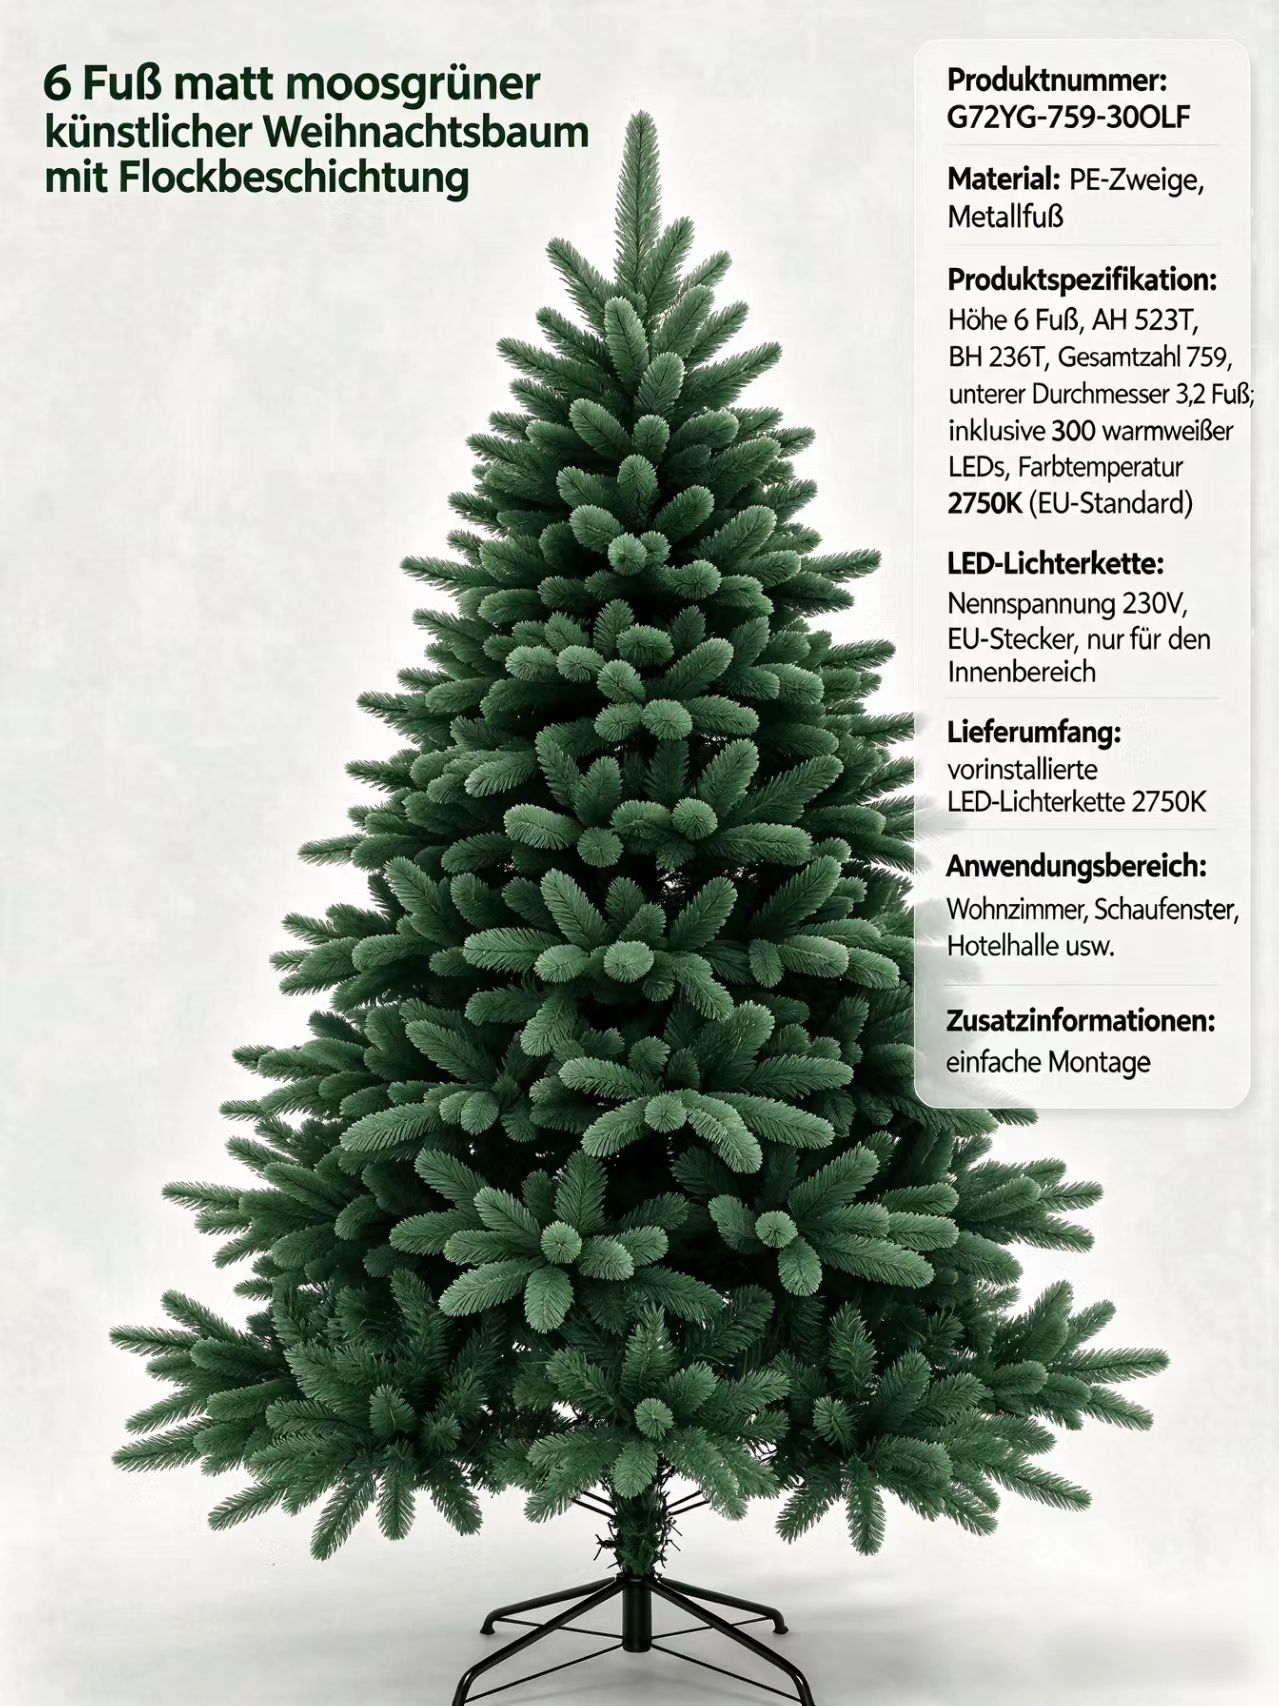 6 Fuß matt moosgrüner
künstlicher Weihnachtsbaum
mit Flockbeschichtung
Produktnummer:
G72YG-759-30OLF
Material: PE-Zweige,
Metallfuß
Produktspezifikation:
Höhe 6 Fuß, AH 523T,
BH 236T, Gesamtzahl 759,
unterer Durchmesser 3,2 Fuß;
inklusive 300 warmweißer
LEDs, Farbtemperatur
2750K (EU-Standard)
LED-Lichterkette:
Nennspannung 230V,
EU-Stecker, nur für den
Innenbereich
Lieferumfang:
vorinstallierte
LED-Lichterkette 2750K
Anwendungsbereich:
Wohnzimmer, Schaufenster,
Hotelhalle usw.
Zusatzinformationen:
einfache Montage